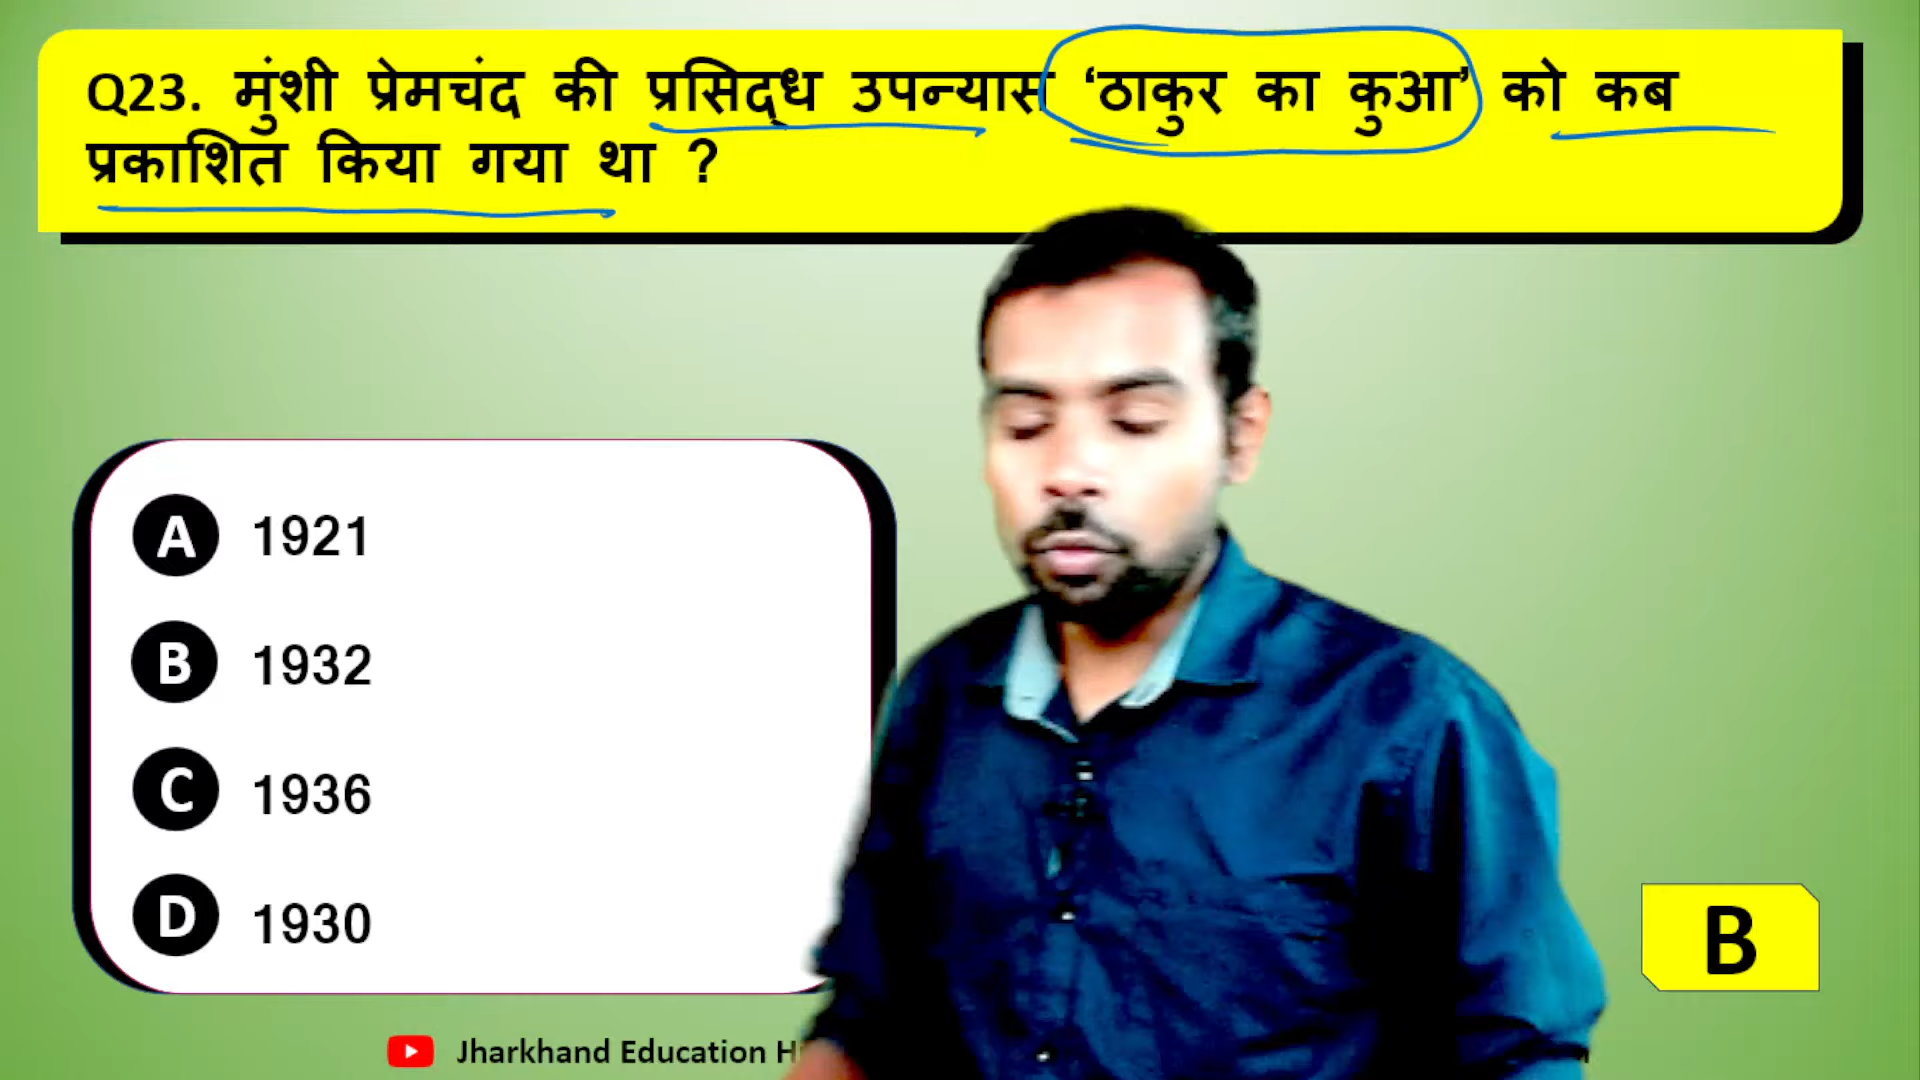 Q23. मुंशी प्रेमचंद की प्रसिद्ध उपन्यास ‘ठाकुर का कुआ’ को कब
प्रकाशित किया गया था ?
A 1921
B 1932
C 1936
D 1930
B
Jharkhand Education